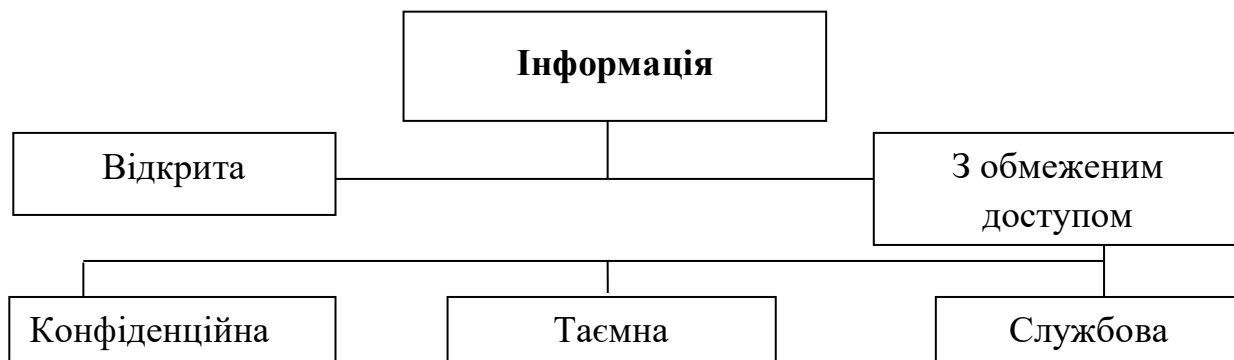 Інформація
Відкрита
З обмеженим
доступом
Конфіденційна
Таємна
Службова